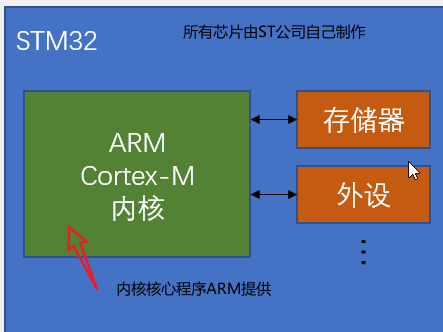 STM32
所有芯片由ST公司自己制作
ARM
Cortex-M
内核
存储器
外设
内核核心程序ARM提供